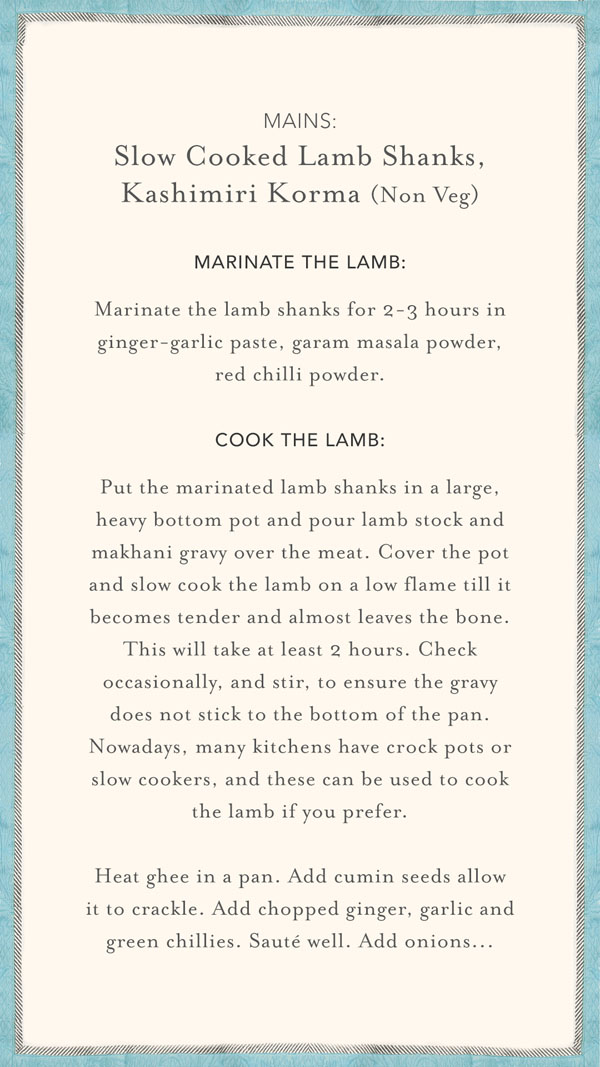 MAINS:
Slow Cooked Lamb Shanks,
Kashimiri Korma (Non Veg)
MARINATE THE LAMB:
Marinate the lamb shanks for 2-3 hours in
ginger-garlic paste, garam masala powder,
red chilli powder.
COOK THE LAMB:
Put the marinated lamb shanks in a large,
heavy bottom pot and pour lamb stock and
makhani gravy over the meat. Cover the pot
and slow cook the lamb on a low flame till it
becomes tender and almost leaves the bone.
This will take at least 2 hours. Check
occasionally, and stir, to ensure the gravy
does not stick to the bottom of the pan.
Nowadays, many kitchens have crock pots or
slow cookers, and these can be used to cook
the lamb if you prefer.
Heat ghee in a pan. Add cumin seeds allow
it to crackle. Add chopped ginger, garlic and
green chillies. Sauté well. Add onions...